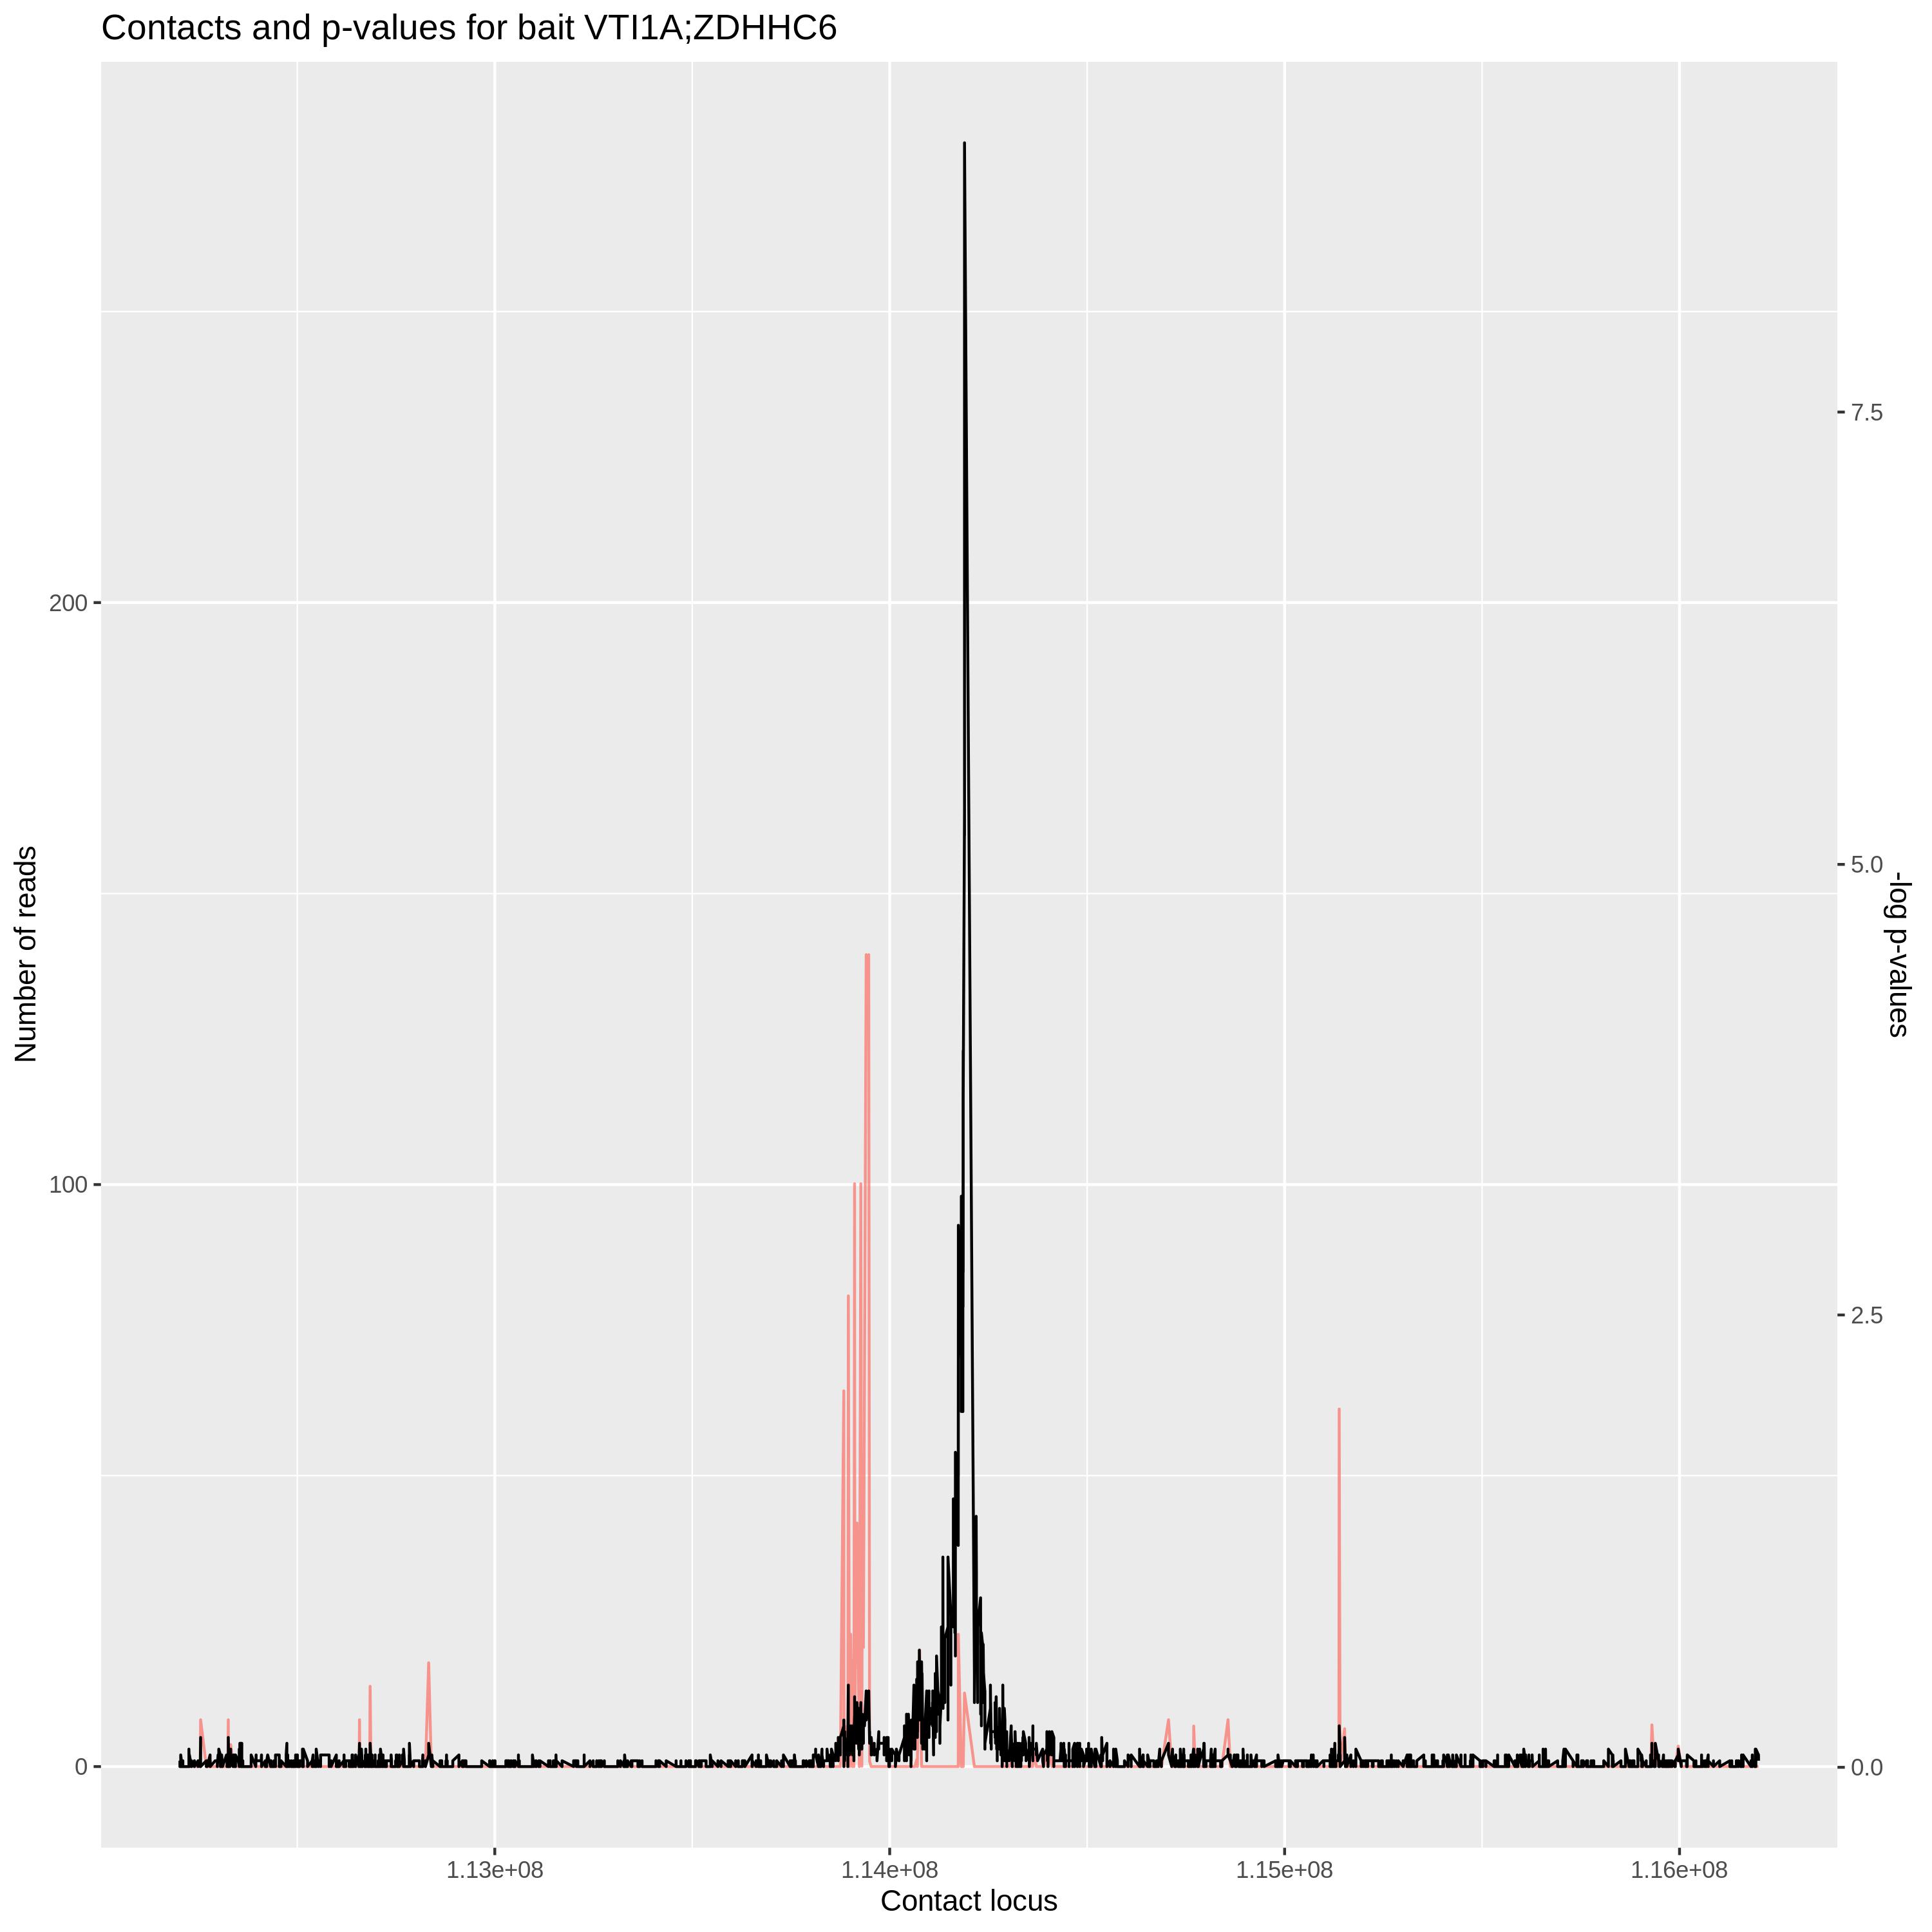 Contacts and p-values for bait VTI1A;ZDHHC6
Number of reads
200
100
0
7.5
5.0
2.5
0.0
-log p-values
1.13e+08
1.14e+08
1.15e+08
1.16e+08
Contact locus